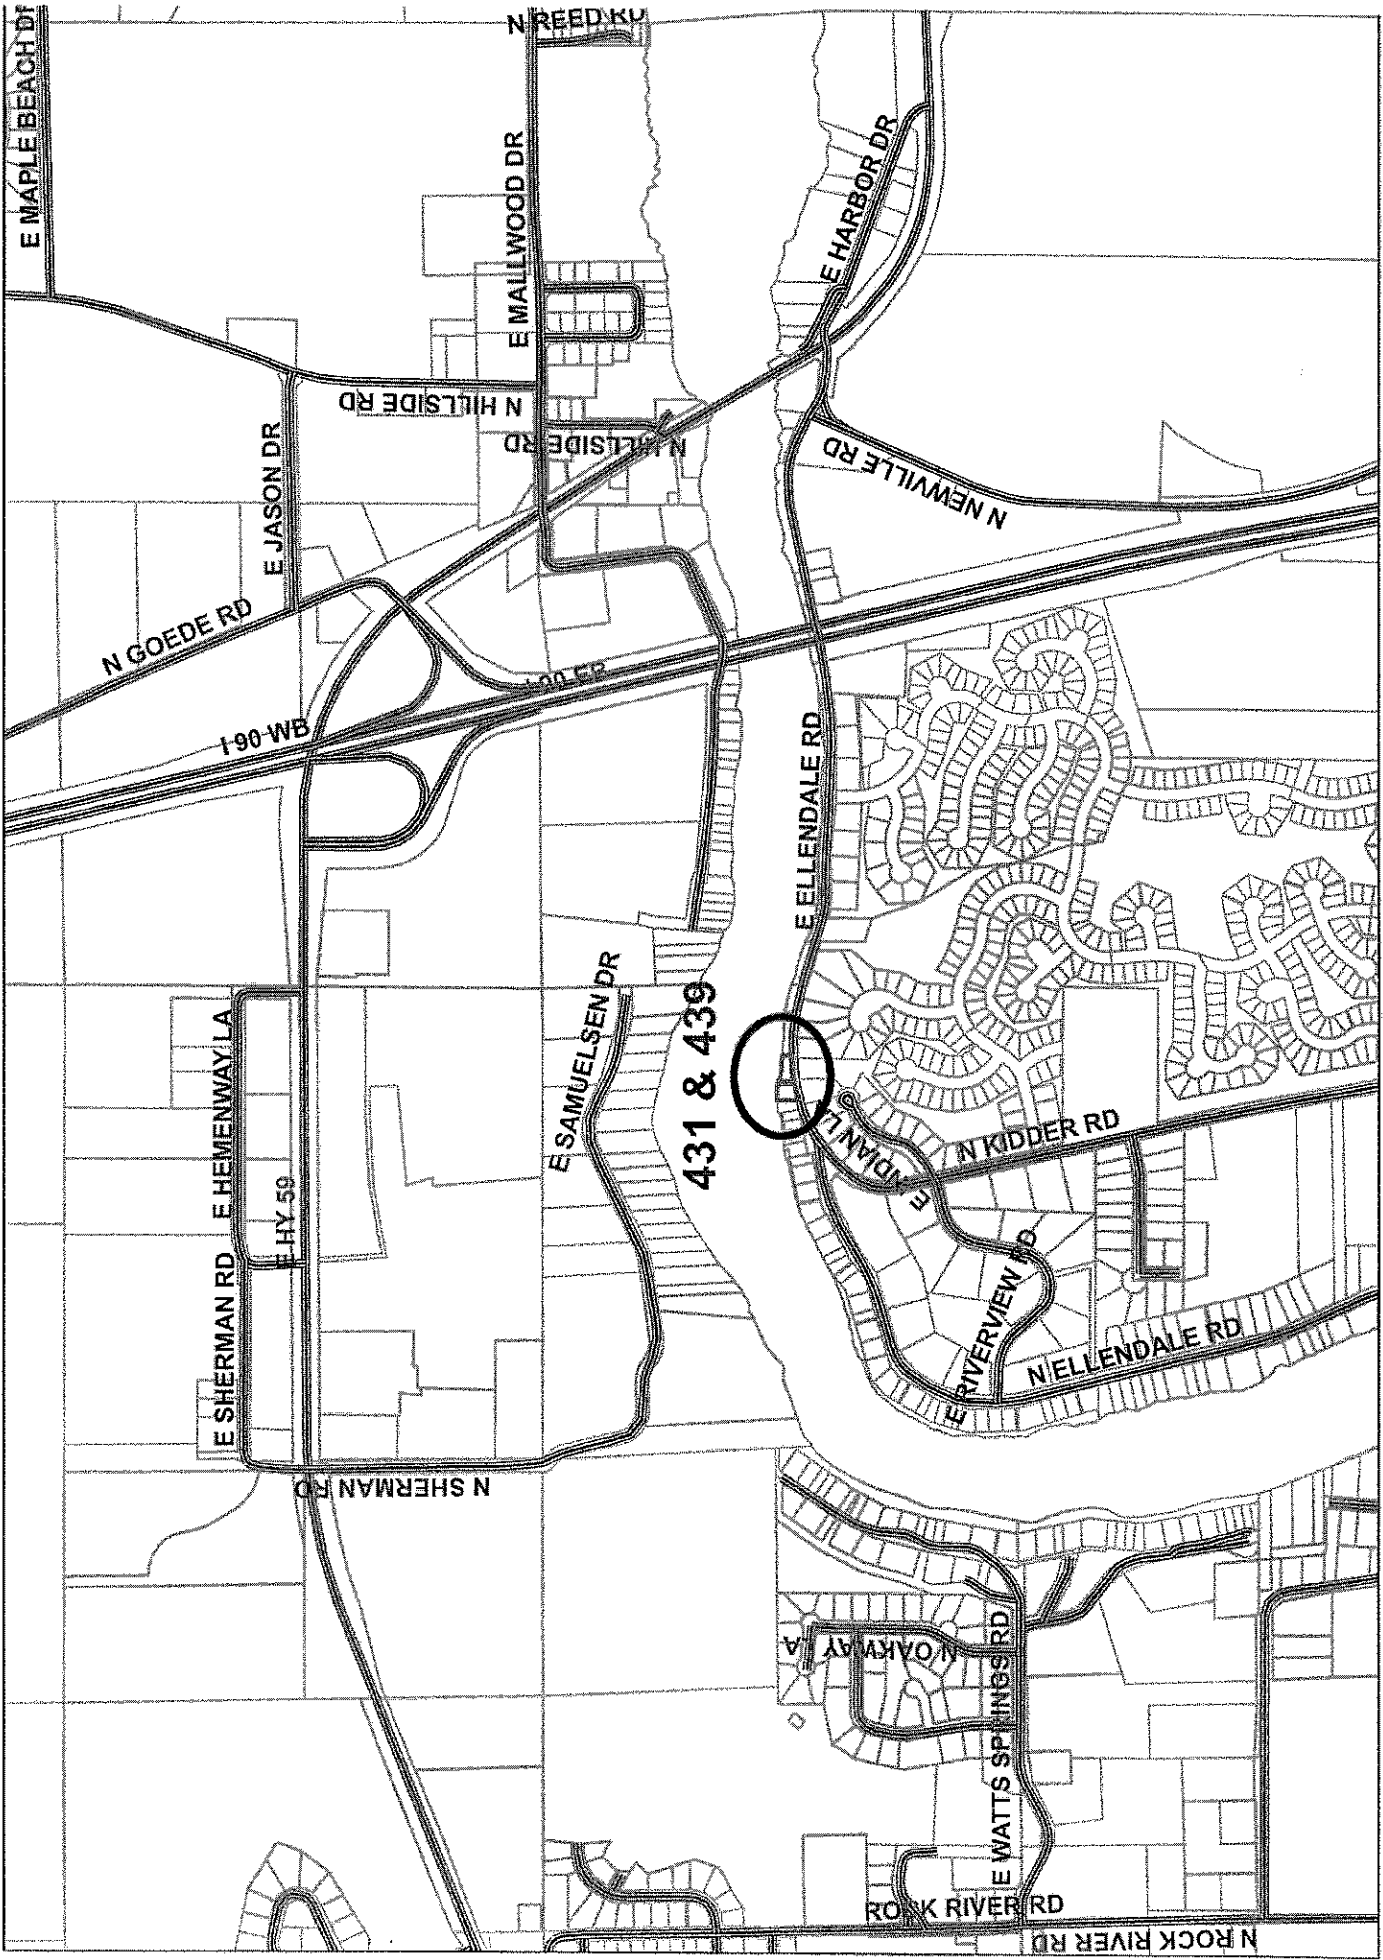 N REED RD
E MAPLE BEACH
E MALLWOOD DR
E HARBOR DR
N HILLSIDE RD
N HILLSIDE RD
E JASON DR
N NEWVILLE RD
N GOEDE RD
I 90 EB
I 90 WB
E ELLENDALE RD
E SAMUELSEN DR
431 & 439
E HEMENWAY LA
E INDIAN
N KIDDER RD
E HY 59
E SHERMAN RD
E RIVERVIEW RD
N ELLENDALE RD
N SHERMAN RD
N OAKWAY LA
E WATTS SPRINGS RD
ROCK RIVER RD
N ROCK RIVER RD